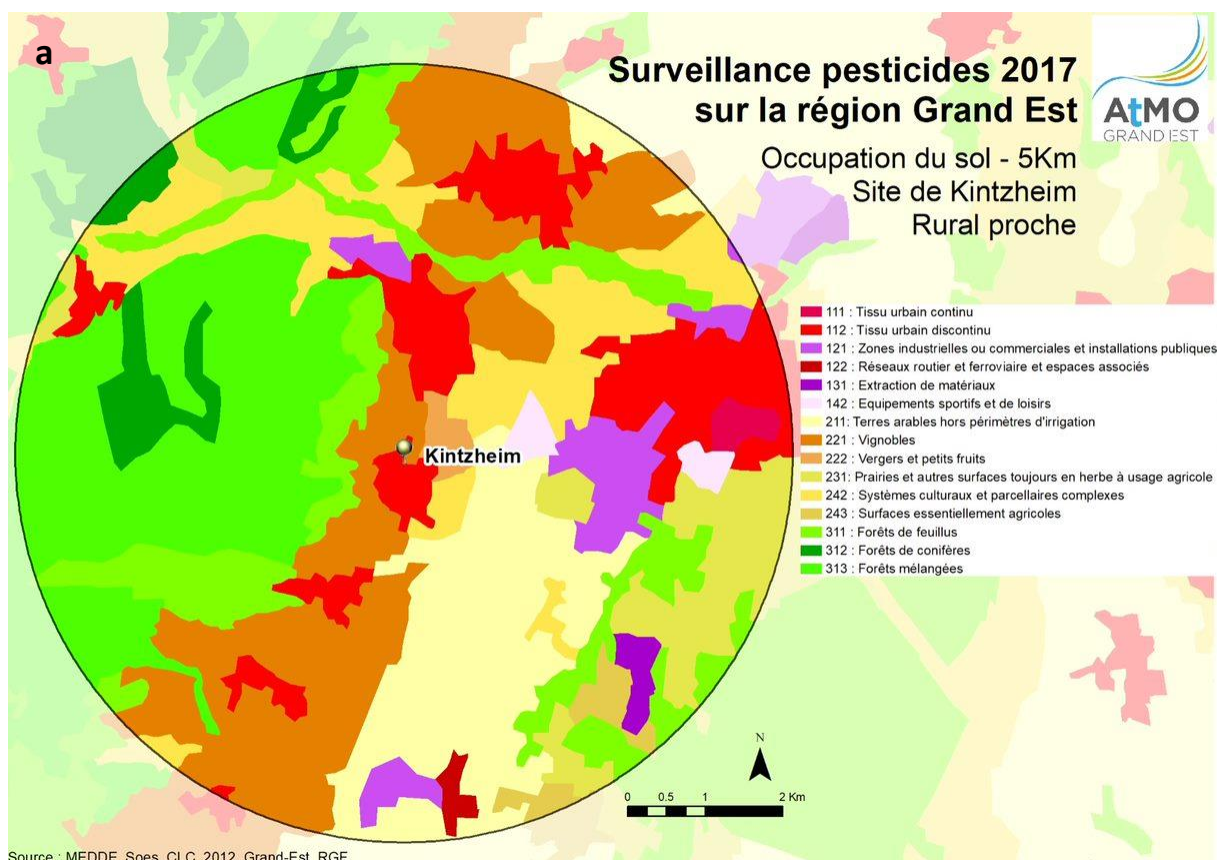 a
Surveillance pesticides 2017
sur la région Grand Est
AtMO
GRAND EST
Occupation du sol - 5Km
Site de Kintzheim
Rural proche
111 : Tissu urbain continu
112 : Tissu urbain discontinu
121 : Zones industrielles ou commerciales et installations publiques
122 : Réseaux routier et ferroviaire et espaces associés
131 : Extraction de matériaux
142 : Equipements sportifs et de loisirs
211: Terres arables hors périmètres d'irrigation
221 : Vignobles
222 : Vergers et petits fruits
231: Prairies et autres surfaces toujours en herbe à usage agricole
242 : Systèmes culturaux et parcellaires complexes
243 : Surfaces essentiellement agricoles
311 : Forêts de feuillus
312 : Forêts de conifères
313 : Forêts mélangées
Kintzheim
N
0 0.5 1 2 Km
Source : MEDDE, Soes, CLC, 2012, Grand-Est, RGF